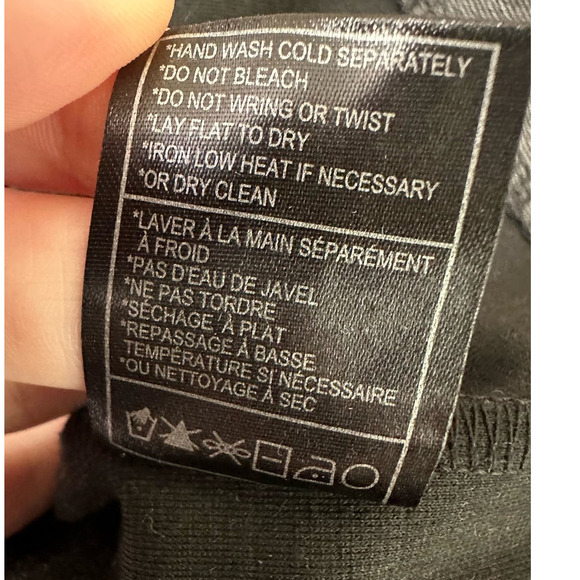 *HAND WASH COLD SEPARATELY
*DO NOT BLEACH
*DO NOT WRING OR TWIST
*LAY FLAT TO DRY
*IRON LOW HEAT IF NECESSARY
*OR DRY CLEAN
*LAVER À LA MAIN SÉPARÉMENT
À FROID
*PAS D'EAU DE JAVEL
*NE PAS TORDRE
*SÉCHAGE À PLAT
*REPASSAGE À BASSE
TEMPÉRATURE SI NÉCESSAIRE
*OU NETTOYAGE À SEC